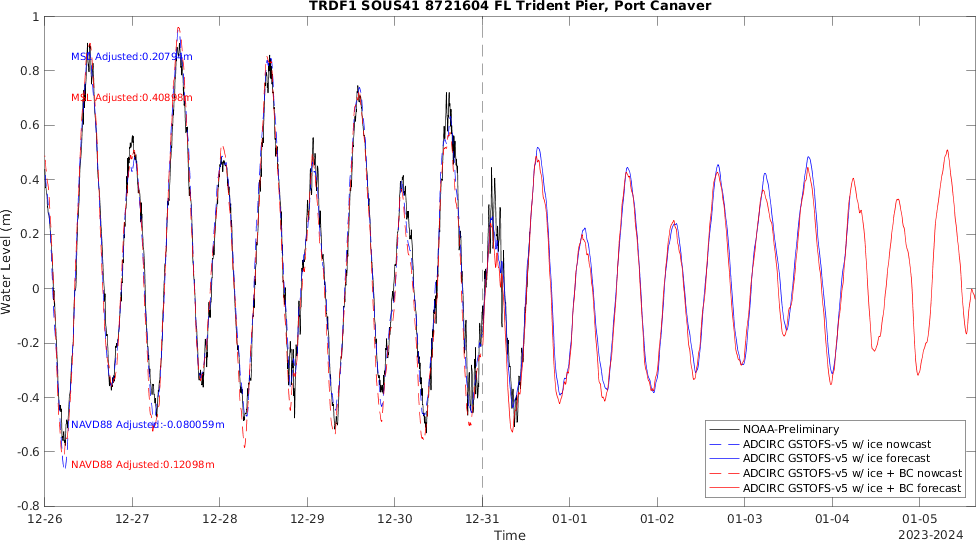 TRDF1 SOUS41 8721604 FL Trident Pier, Port Canaver
1
0.8
0.6
0.4
0.2
0
-0.2
-0.4
-0.6
-0.8
Water Level (m)
MSL Adjusted:0.20794m
MSL Adjusted:0.40898m
NAVD88 Adjusted:-0.080059m
NAVD88 Adjusted:0.12098m
NOAA-Preliminary
ADCIRC GSTOFS-v5 w/ ice nowcast
ADCIRC GSTOFS-v5 w/ ice forecast
ADCIRC GSTOFS-v5 w/ ice + BC nowcast
ADCIRC GSTOFS-v5 w/ ice + BC forecast
12-26 12-27 12-28 12-29 12-30 12-31 01-01 01-02 01-03 01-04 01-05
Time
2023-2024